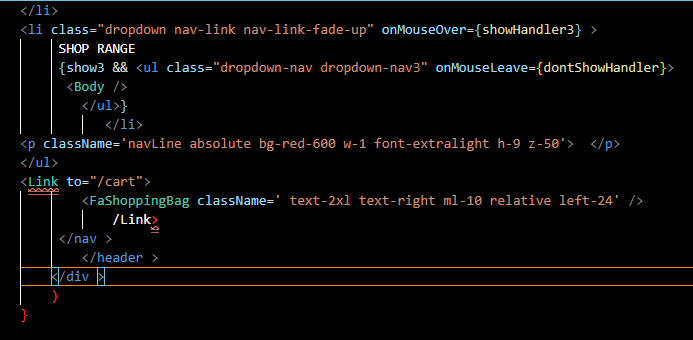 </li>
<li class="dropdown nav-link nav-link-fade-up" onMouseOver={showHandler3} >
SHOP RANGE
{show3 && <ul class="dropdown-nav dropdown-nav3" onMouseLeave={dontShowHandler}>
<Body />
</ul>}
</li>
<p className='navLine absolute bg-red-600 w-1 font-extralight h-9 z-50'>  </p>
</ul>
<Link to="/cart">
<FaShoppingBag className=' text-2xl text-right ml-10 relative left-24' />
/Link>
</nav >
</header >
</div >
)
}